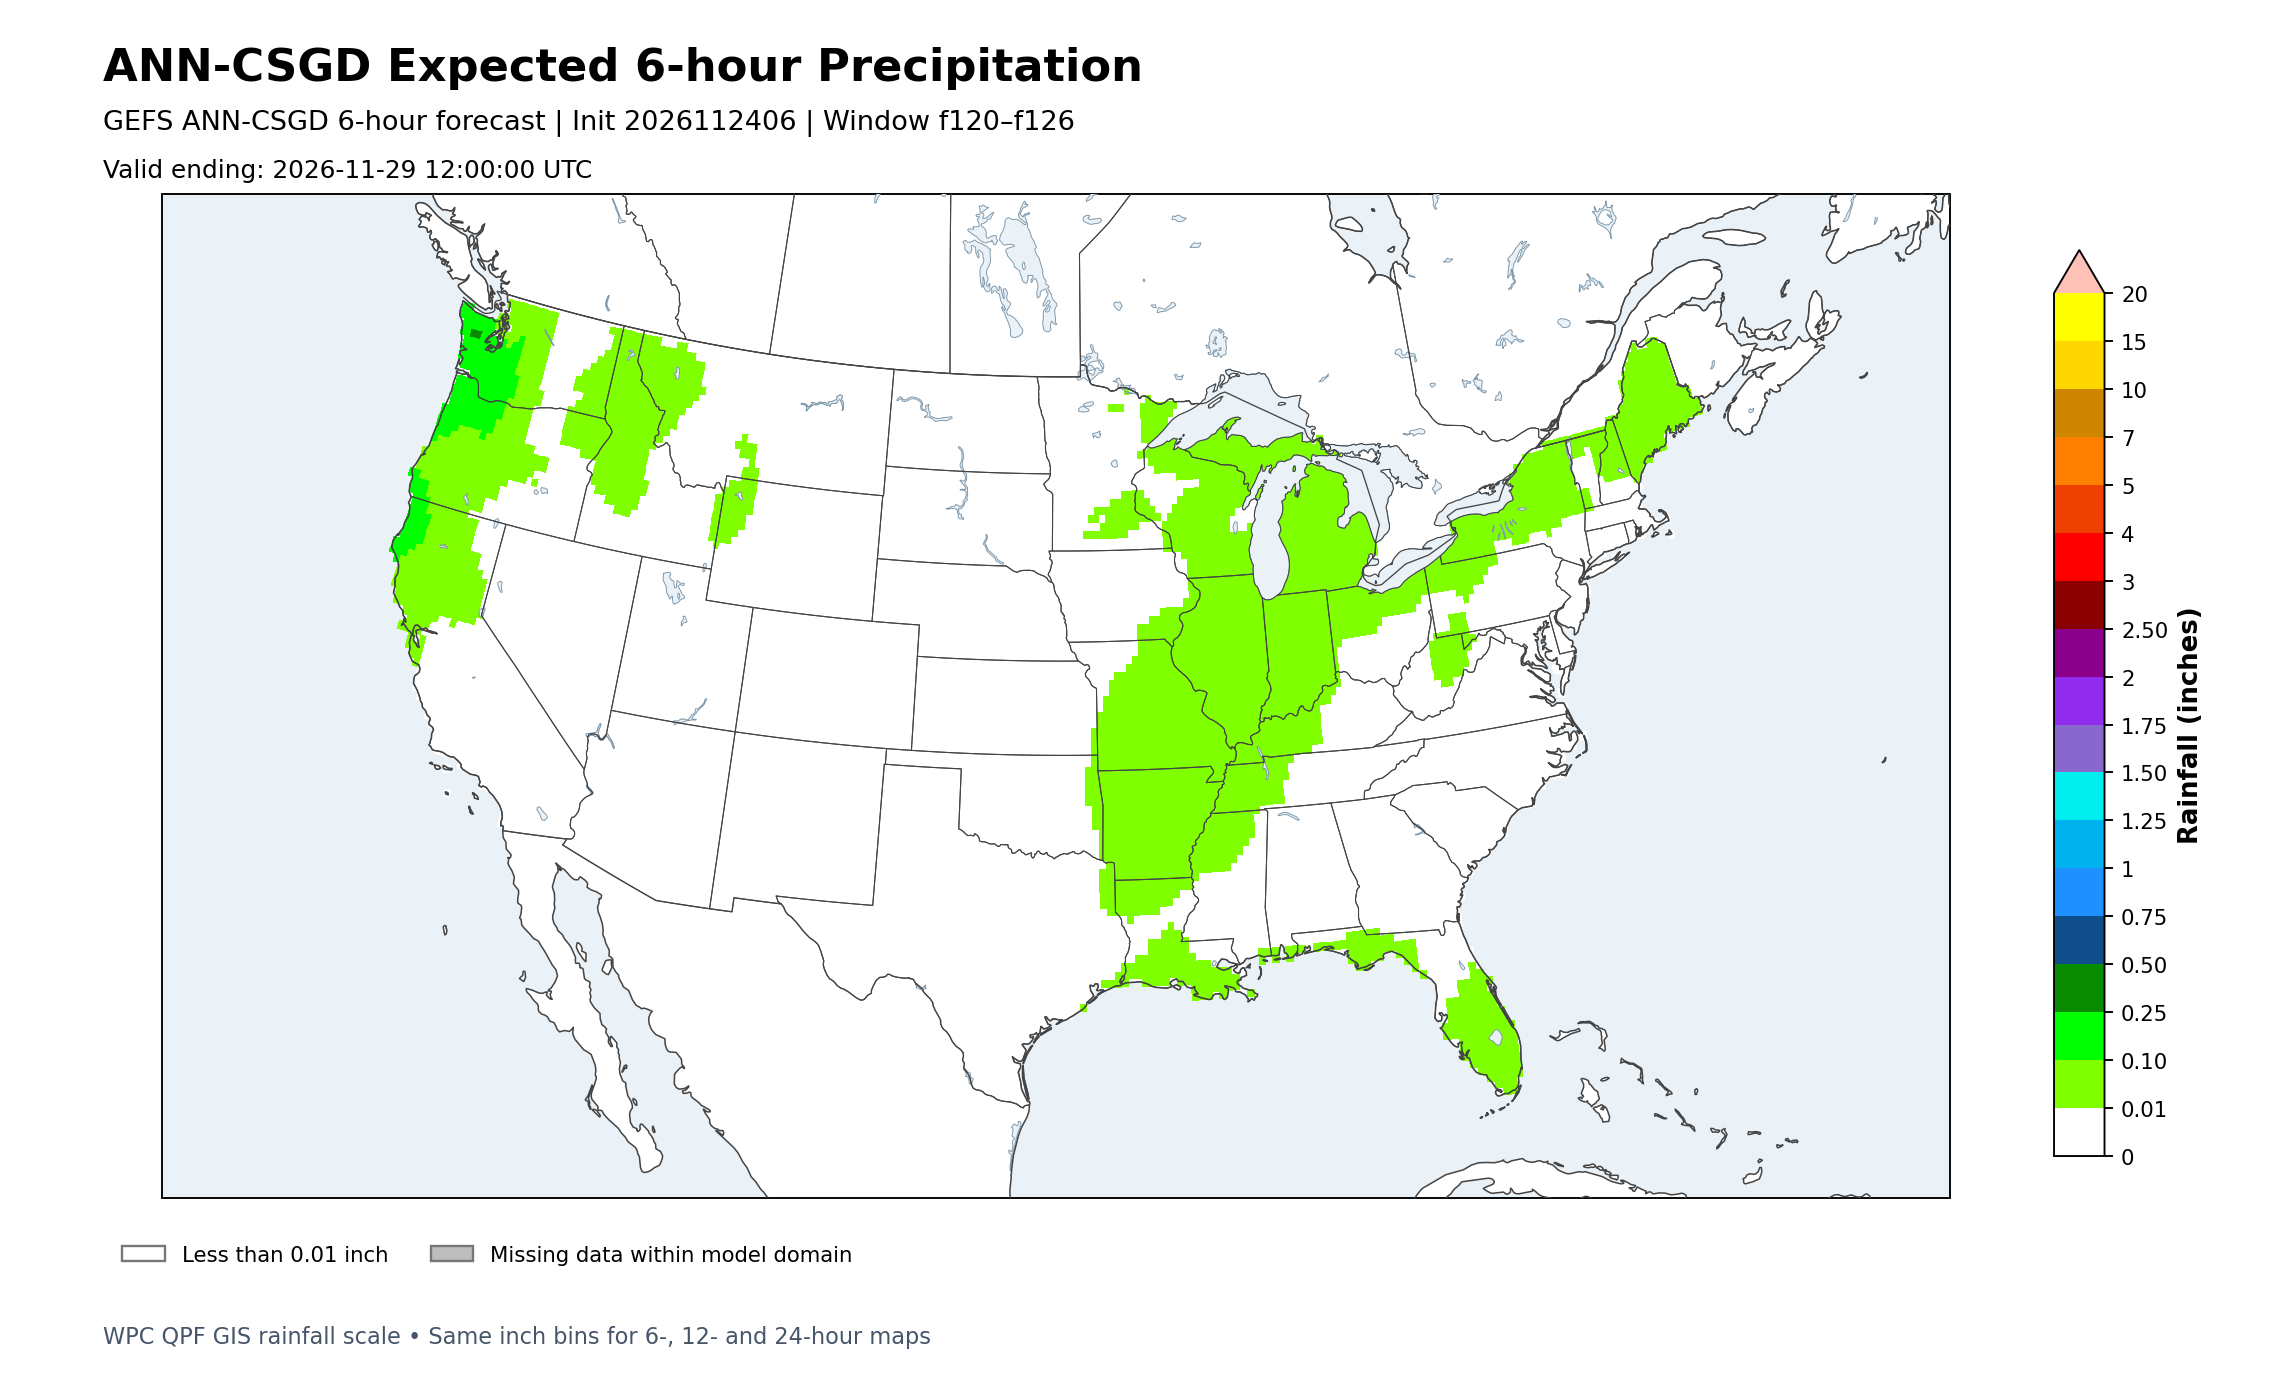 ANN-CSGD Expected 6-hour Precipitation
GEFS ANN-CSGD 6-hour forecast | Init 2026112406 | Window f120–f126
Valid ending: 2026-11-29 12:00:00 UTC
20
15
10
7
5
4
3
2.50
2
1.75
1.50
1.25
1
0.75
0.50
0.25
0.10
0.01
0
Rainfall (inches)
Less than 0.01 inch
Missing data within model domain
WPC QPF GIS rainfall scale • Same inch bins for 6-, 12- and 24-hour maps